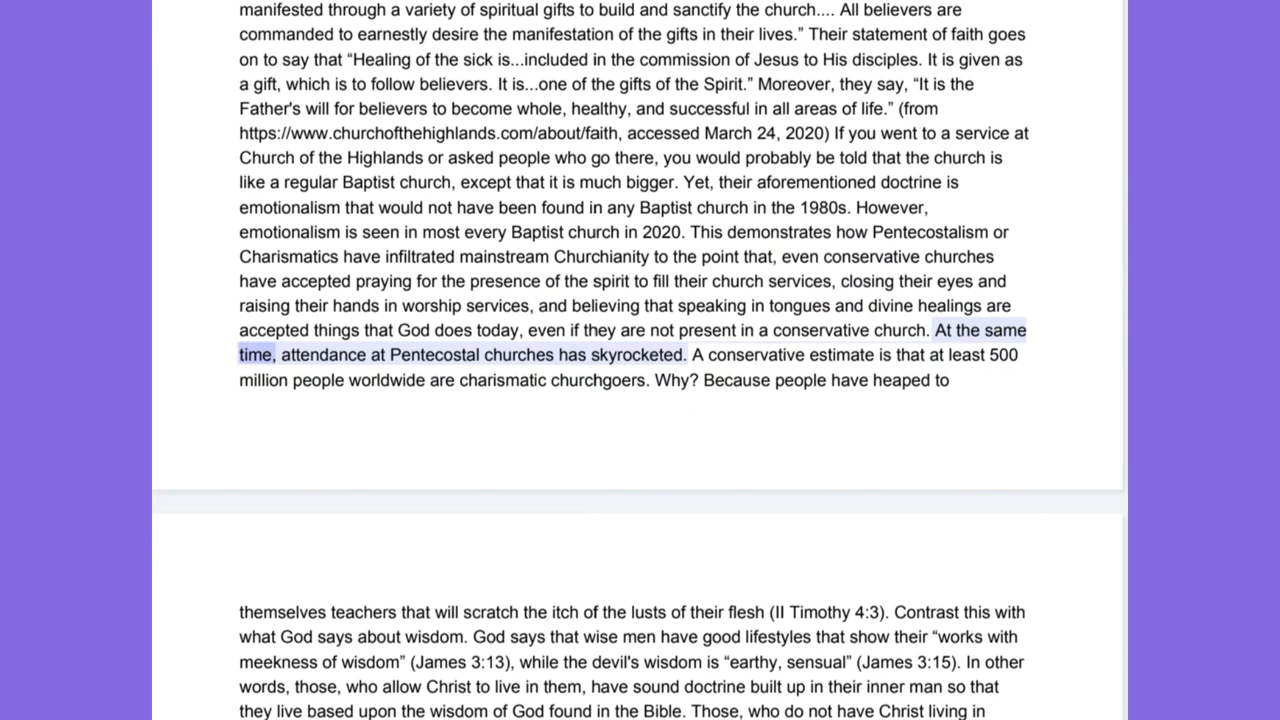 manifested through a variety of spiritual gifts to build and sanctify the church.... All believers are
commanded to earnestly desire the manifestation of the gifts in their lives.” Their statement of faith goes
on to say that “Healing of the sick is...included in the commission of Jesus to His disciples. It is given as
a gift, which is to follow believers. It is...one of the gifts of the Spirit.” Moreover, they say, “It is the
Father's will for believers to become whole, healthy, and successful in all areas of life.” (from
https://www.churchofthehighlands.com/about/faith, accessed March 24, 2020) If you went to a service at
Church of the Highlands or asked people who go there, you would probably be told that the church is
like a regular Baptist church, except that it is much bigger. Yet, their aforementioned doctrine is
emotionalism that would not have been found in any Baptist church in the 1980s. However,
emotionalism is seen in most every Baptist church in 2020. This demonstrates how Pentecostalism or
Charismatics have infiltrated mainstream Churchianity to the point that, even conservative churches
have accepted praying for the presence of the spirit to fill their church services, closing their eyes and
raising their hands in worship services, and believing that speaking in tongues and divine healings are
accepted things that God does today, even if they are not present in a conservative church. At the same
time, attendance at Pentecostal churches has skyrocketed. A conservative estimate is that at least 500
million people worldwide are charismatic churchgoers. Why? Because people have heaped to
themselves teachers that will scratch the itch of the lusts of their flesh (II Timothy 4:3). Contrast this with
what God says about wisdom. God says that wise men have good lifestyles that show their “works with
meekness of wisdom” (James 3:13), while the devil's wisdom is “earthy, sensual” (James 3:15). In other
words, those, who allow Christ to live in them, have sound doctrine built up in their inner man so that
they live based upon the wisdom of God found in the Bible. Those, who do not have Christ living in